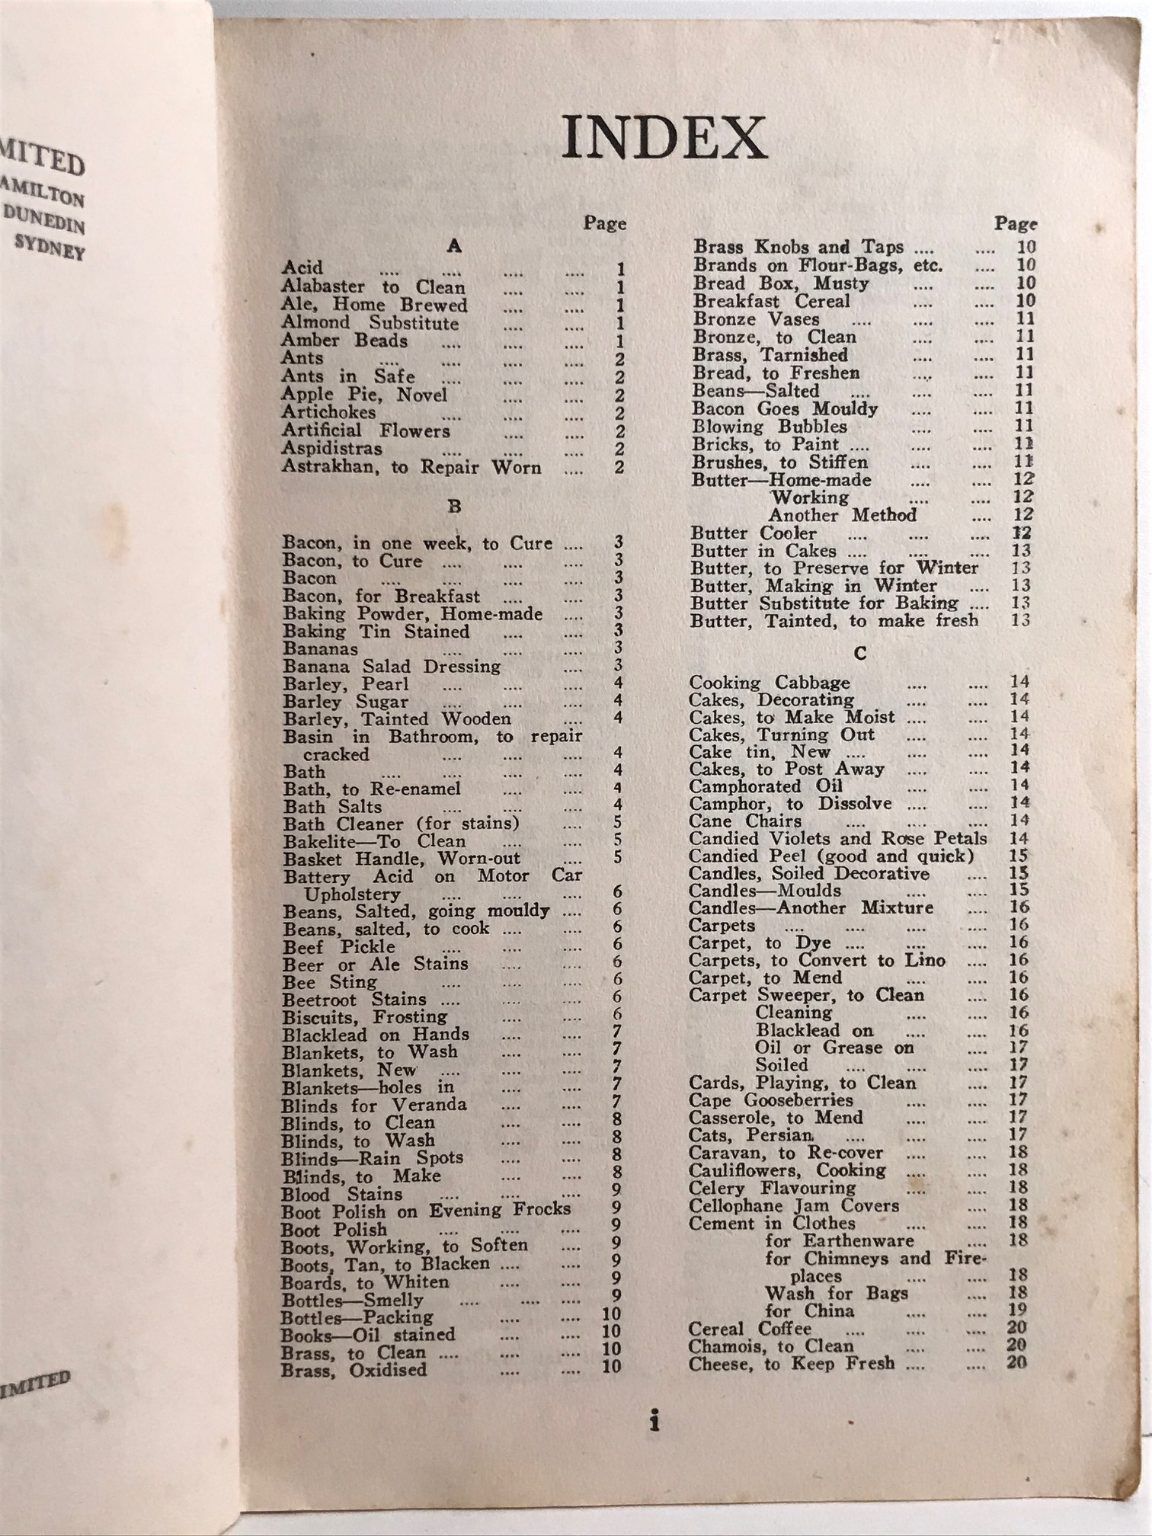 MITED
AMILTON
DUNEDIN
SYDNEY
IMITED
INDEX
Page
A
Acid .... .... .... .... 1
Alabaster to Clean .... .... 1
Ale, Home Brewed .... .... 1
Almond Substitute .... .... 1
Amber Beads .... .... .... 1
Ants .... .... .... .... 2
Ants in Safe .... .... .... 2
Apple Pie, Novel .... .... 2
Artichokes .... .... .... 2
Artificial Flowers .... .... 2
Aspidistras .... .... .... 2
Astrakhan, to Repair Worn .... 2
B
Bacon, in one week, to Cure .... 3
Bacon, to Cure .... .... .... 3
Bacon .... .... .... .... 3
Bacon, for Breakfast .... .... 3
Baking Powder, Home-made .... 3
Baking Tin Stained .... .... 3
Bananas .... .... .... 3
Banana Salad Dressing .... 3
Barley, Pearl .... .... .... 4
Barley Sugar .... .... .... 4
Barley, Tainted Wooden .... 4
Basin in Bathroom, to repair
cracked .... .... .... 4
Bath .... .... .... .... 4
Bath, to Re-enamel .... .... 4
Bath Salts .... .... .... 4
Bath Cleaner (for stains) .... 5
Bakelite—To Clean .... .... 5
Basket Handle, Worn-out .... 5
Battery Acid on Motor Car
Upholstery .... .... .... 6
Beans, Salted, going mouldy .... 6
Beans, salted, to cook .... .... 6
Beef Pickle .... .... .... 6
Beer or Ale Stains .... .... 6
Bee Sting .... .... .... 6
Beetroot Stains .... .... .... 6
Biscuits, Frosting .... .... 6
Blacklead on Hands .... .... 7
Blankets, to Wash .... .... 7
Blankets, New .... .... .... 7
Blankets—holes in .... .... 7
Blinds for Veranda .... .... 7
Blinds, to Clean .... .... 8
Blinds, to Wash .... .... 8
Blinds—Rain Spots .... .... 8
Blinds, to Make .... .... 8
Blood Stains .... .... .... 9
Boot Polish on Evening Frocks 9
Boot Polish .... .... .... 9
Boots, Working, to Soften .... 9
Boots, Tan, to Blacken .... .... 9
Boards, to Whiten .... .... 9
Bottles—Smelly .... .... .... 9
Bottles—Packing .... .... 10
Books—Oil stained .... .... 10
Brass, to Clean .... .... .... 10
Brass, Oxidised .... .... 10
Page
Brass Knobs and Taps .... .... 10
Brands on Flour-Bags, etc. .... 10
Bread Box, Musty .... .... 10
Breakfast Cereal .... .... 10
Bronze Vases .... .... .... 11
Bronze, to Clean .... .... 11
Brass, Tarnished .... .... 11
Bread, to Freshen .... .... 11
Beans—Salted .... .... .... 11
Bacon Goes Mouldy .... .... 11
Blowing Bubbles .... .... 11
Bricks, to Paint .... .... .... 11
Brushes, to Stiffen .... .... 11
Butter—Home-made .... .... 12
Working .... .... 12
Another Method .... 12
Butter Cooler .... .... .... 12
Butter in Cakes .... .... .... 13
Butter, to Preserve for Winter 13
Butter, Making in Winter .... 13
Butter Substitute for Baking .... 13
Butter, Tainted, to make fresh 13
C
Cooking Cabbage .... .... 14
Cakes, Decorating .... .... 14
Cakes, to Make Moist .... .... 14
Cakes, Turning Out .... .... 14
Cake tin, New .... .... .... 14
Cakes, to Post Away .... .... 14
Camphorated Oil .... .... 14
Camphor, to Dissolve .... .... 14
Cane Chairs .... .... .... 14
Candied Violets and Rose Petals 14
Candied Peel (good and quick) 15
Candles, Soiled Decorative .... 15
Candles—Moulds .... .... 15
Candles—Another Mixture .... 16
Carpets .... .... .... .... 16
Carpet, to Dye .... .... .... 16
Carpets, to Convert to Lino .... 16
Carpet, to Mend .... .... 16
Carpet Sweeper, to Clean .... 16
Cleaning .... .... 16
Blacklead on .... .... 16
Oil or Grease on .... 17
Soiled .... .... .... 17
Cards, Playing, to Clean .... 17
Cape Gooseberries .... .... 17
Casserole, to Mend .... .... 17
Cats, Persian .... .... .... 17
Caravan, to Re-cover .... .... 18
Cauliflowers, Cooking .... .... 18
Celery Flavouring .... .... 18
Cellophane Jam Covers .... 18
Cement in Clothes .... .... 18
for Earthenware .... 18
for Chimneys and Fire-
places .... .... 18
Wash for Bags .... 18
for China .... .... 19
Cereal Coffee .... .... .... 20
Chamois, to Clean .... .... 20
Cheese, to Keep Fresh .... .... 20
i